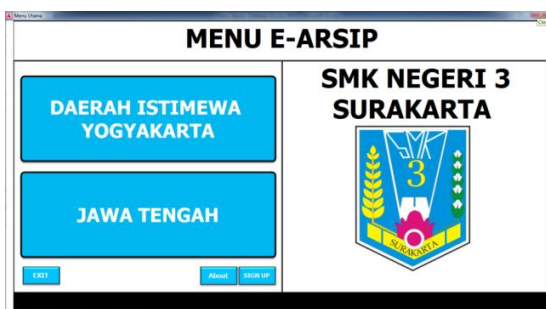 Menu Utama
MENU E-ARSIP
DAERAH ISTIMEWA
YOGYAKARTA
JAWA TENGAH
EXIT
About
SIGN UP
SMK NEGERI 3
SURAKARTA
SMK
3
SURAKARTA